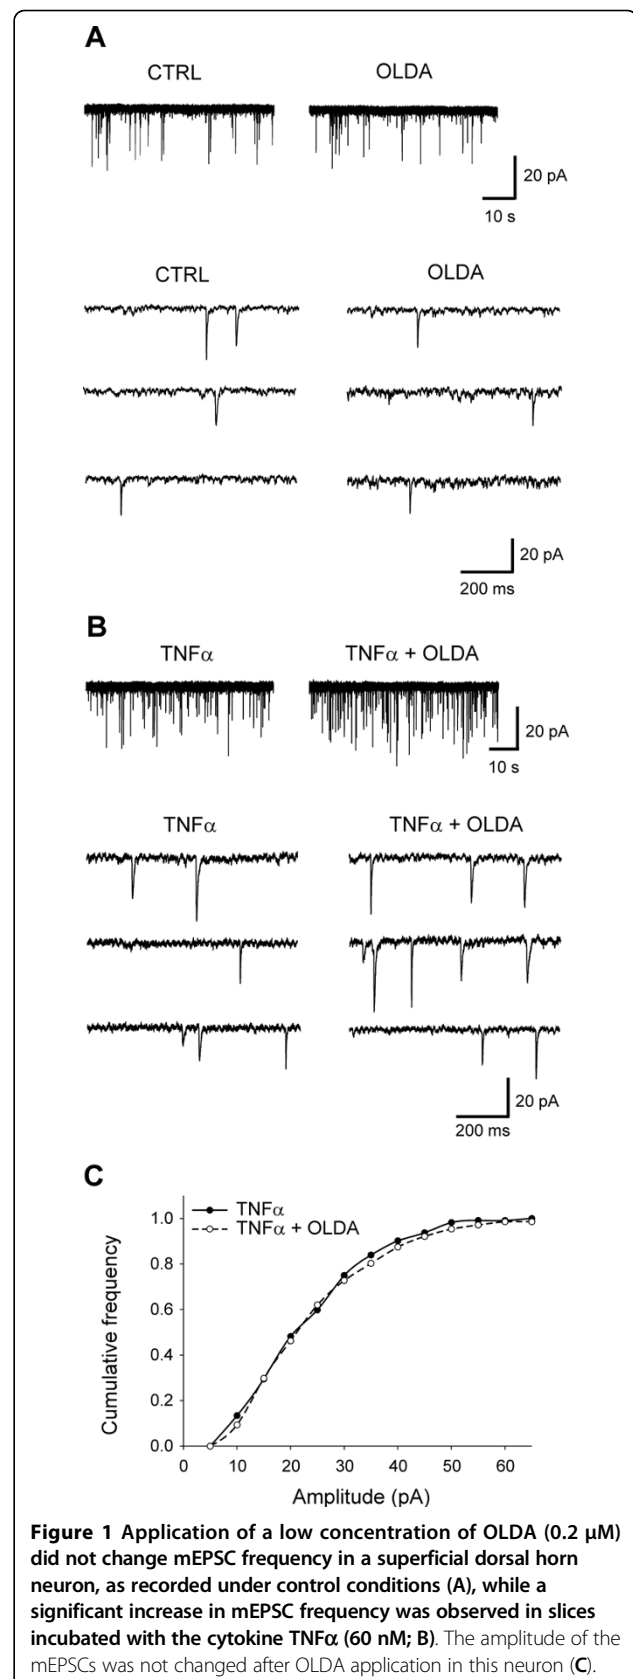 A
CTRL OLDA
20 pA
10 s
CTRL OLDA
20 pA
200 ms
B
TNFα TNFα + OLDA
20 pA
10 s
TNFα TNFα + OLDA
20 pA
200 ms
C
TNFα
TNFα + OLDA
Cumulative frequency
1.0
0.8
0.6
0.4
0.2
0.0
0 10 20 30 40 50 60
Amplitude (pA)
Figure 1 Application of a low concentration of OLDA (0.2 μM)
did not change mEPSC frequency in a superficial dorsal horn
neuron, as recorded under control conditions (A), while a
significant increase in mEPSC frequency was observed in slices
incubated with the cytokine TNFα (60 nM; B). The amplitude of the
mEPSCs was not changed after OLDA application in this neuron (C).